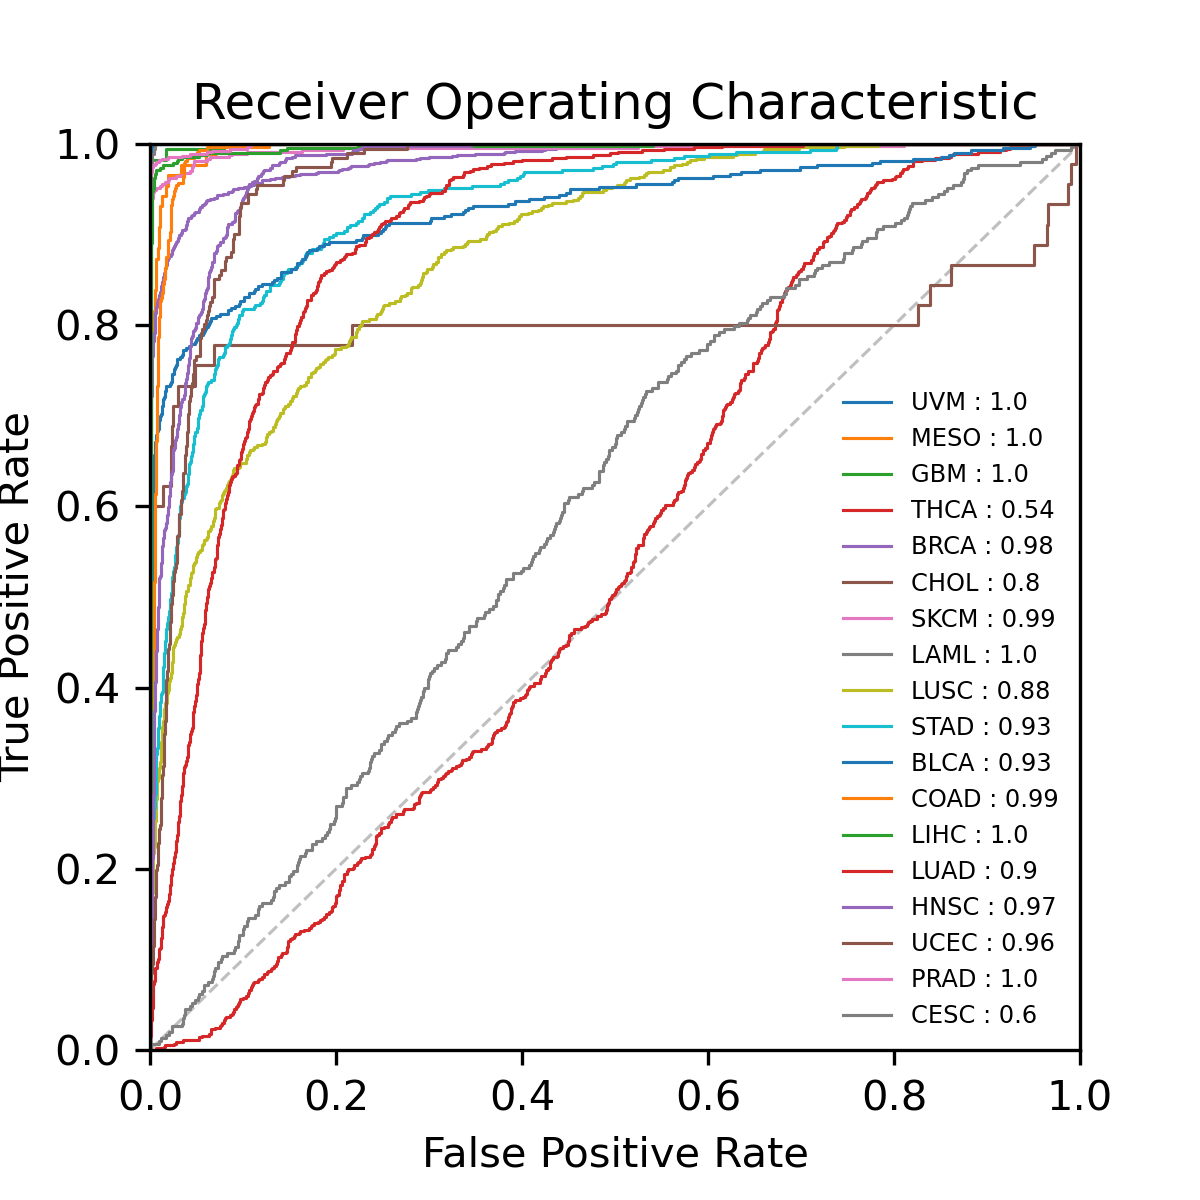 Receiver Operating Characteristic
1.0
0.8
0.6
0.4
0.2
0.0
True Positive Rate
UVM : 1.0
MESO : 1.0
GBM : 1.0
THCA : 0.54
BRCA : 0.98
CHOL : 0.8
SKCM : 0.99
LAML : 1.0
LUSC : 0.88
STAD : 0.93
BLCA : 0.93
COAD : 0.99
LIHC : 1.0
LUAD : 0.9
HNSC : 0.97
UCEC : 0.96
PRAD : 1.0
CESC : 0.6
0.0 0.2 0.4 0.6 0.8 1.0
False Positive Rate